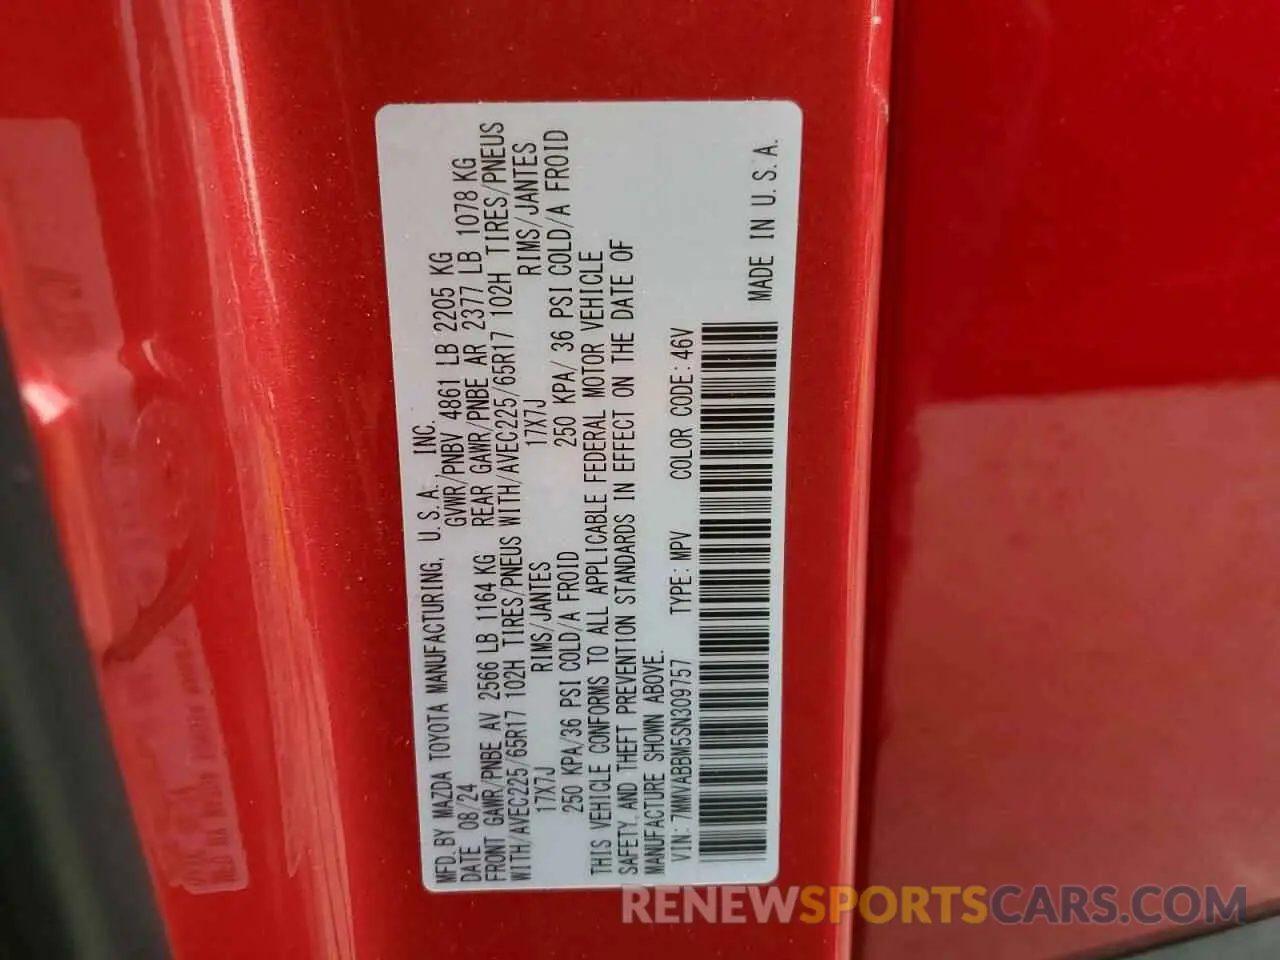 MFD. BY MAZDA TOYOTA MANUFACTURING, U.S.A. INC.
DATE 08/24 GVWR/PNBV 4861 LB 2205 KG
FRONT GAWR/PNBE AV 2566 LB 1164 KG REAR GAWR/PNBE AR 2377 LB 1078 KG
WITH/AVEC225/65R17 102H TIRES/PNEUS WITH/AVEC225/65R17 102H TIRES/PNEUS
17X7J RIMS/JANTES 17X7J RIMS/JANTES
250 KPA/36 PSI COLD/A FROID 250 KPA/ 36 PSI COLD/A FROID
THIS VEHICLE CONFORMS TO ALL APPLICABLE FEDERAL MOTOR VEHICLE
SAFETY, AND THEFT PREVENTION STANDARDS IN EFFECT ON THE DATE OF
MANUFACTURE SHOWN ABOVE.
VIN: 7MMVABBM5SN309757 TYPE: MPV COLOR CODE: 46V
MADE IN U.S.A.
RENEWSPORTSCARS.COM